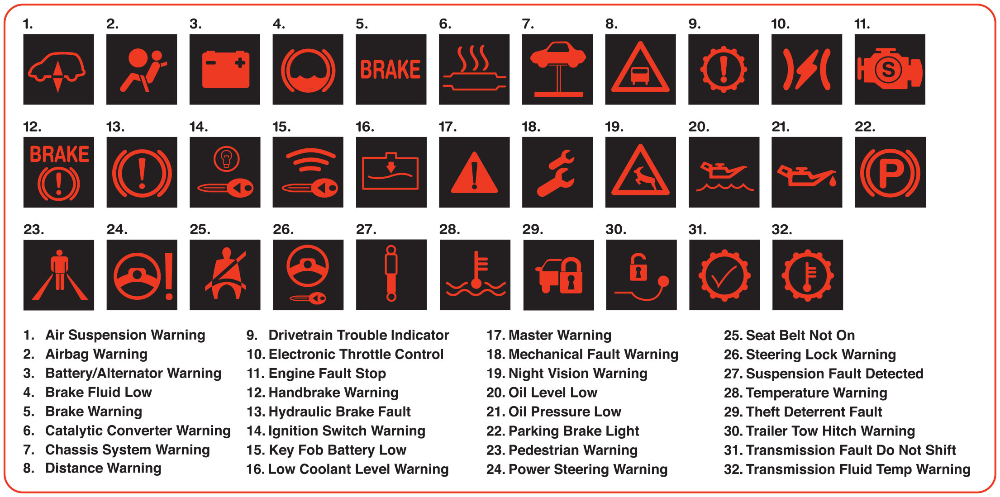 1. 2. 3. 4. 5. 6. 7. 8. 9. 10. 11.
BRAKE
S
12. 13. 14. 15. 16. 17. 18. 19. 20. 21. 22.
BRAKE
P
23. 24. 25. 26. 27. 28. 29. 30. 31. 32.
1. Air Suspension Warning
2. Airbag Warning
3. Battery/Alternator Warning
4. Brake Fluid Low
5. Brake Warning
6. Catalytic Converter Warning
7. Chassis System Warning
8. Distance Warning
9. Drivetrain Trouble Indicator
10. Electronic Throttle Control
11. Engine Fault Stop
12. Handbrake Warning
13. Hydraulic Brake Fault
14. Ignition Switch Warning
15. Key Fob Battery Low
16. Low Coolant Level Warning
17. Master Warning
18. Mechanical Fault Warning
19. Night Vision Warning
20. Oil Level Low
21. Oil Pressure Low
22. Parking Brake Light
23. Pedestrian Warning
24. Power Steering Warning
25. Seat Belt Not On
26. Steering Lock Warning
27. Suspension Fault Detected
28. Temperature Warning
29. Theft Deterrent Fault
30. Trailer Tow Hitch Warning
31. Transmission Fault Do Not Shift
32. Transmission Fluid Temp Warning